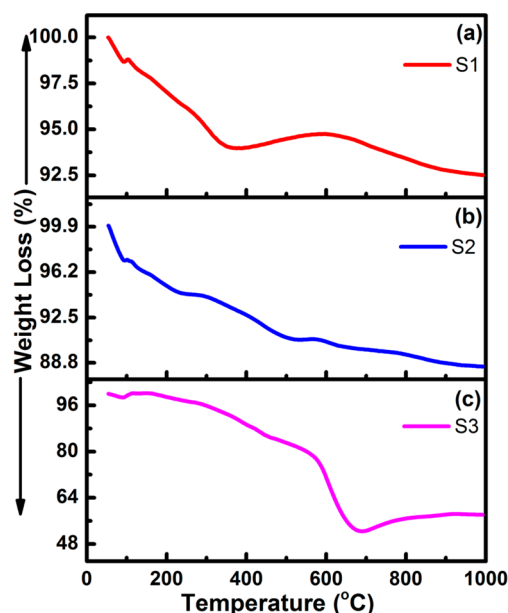 (a)
S1
100.0
97.5
95.0
92.5
(b)
S2
99.9
96.2
92.5
88.8
(c)
S3
96
80
64
48
Weight Loss (%)
0 200 400 600 800 1000
Temperature (°C)